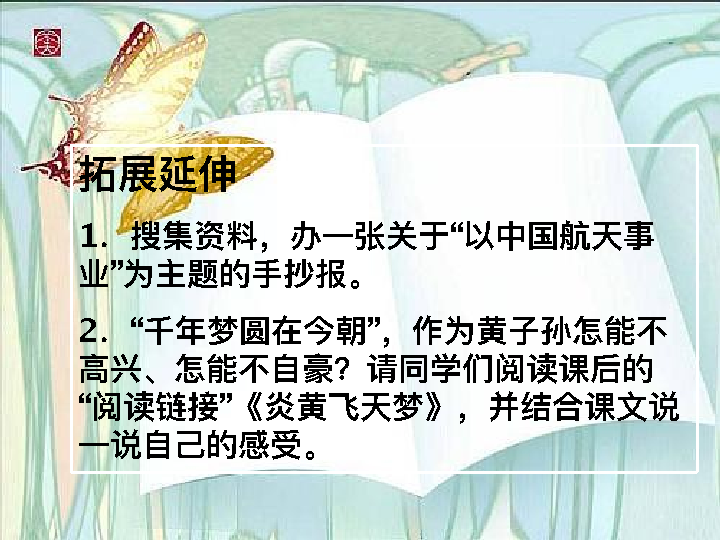 拓展延伸
1. 搜集资料，办一张关于“以中国航天事
业”为主题的手抄报。
2. “千年梦圆在今朝”，作为黄子孙怎能不
高兴、怎能不自豪？请同学们阅读课后的
“阅读链接”《炎黄飞天梦》，并结合课文说
一说自己的感受。